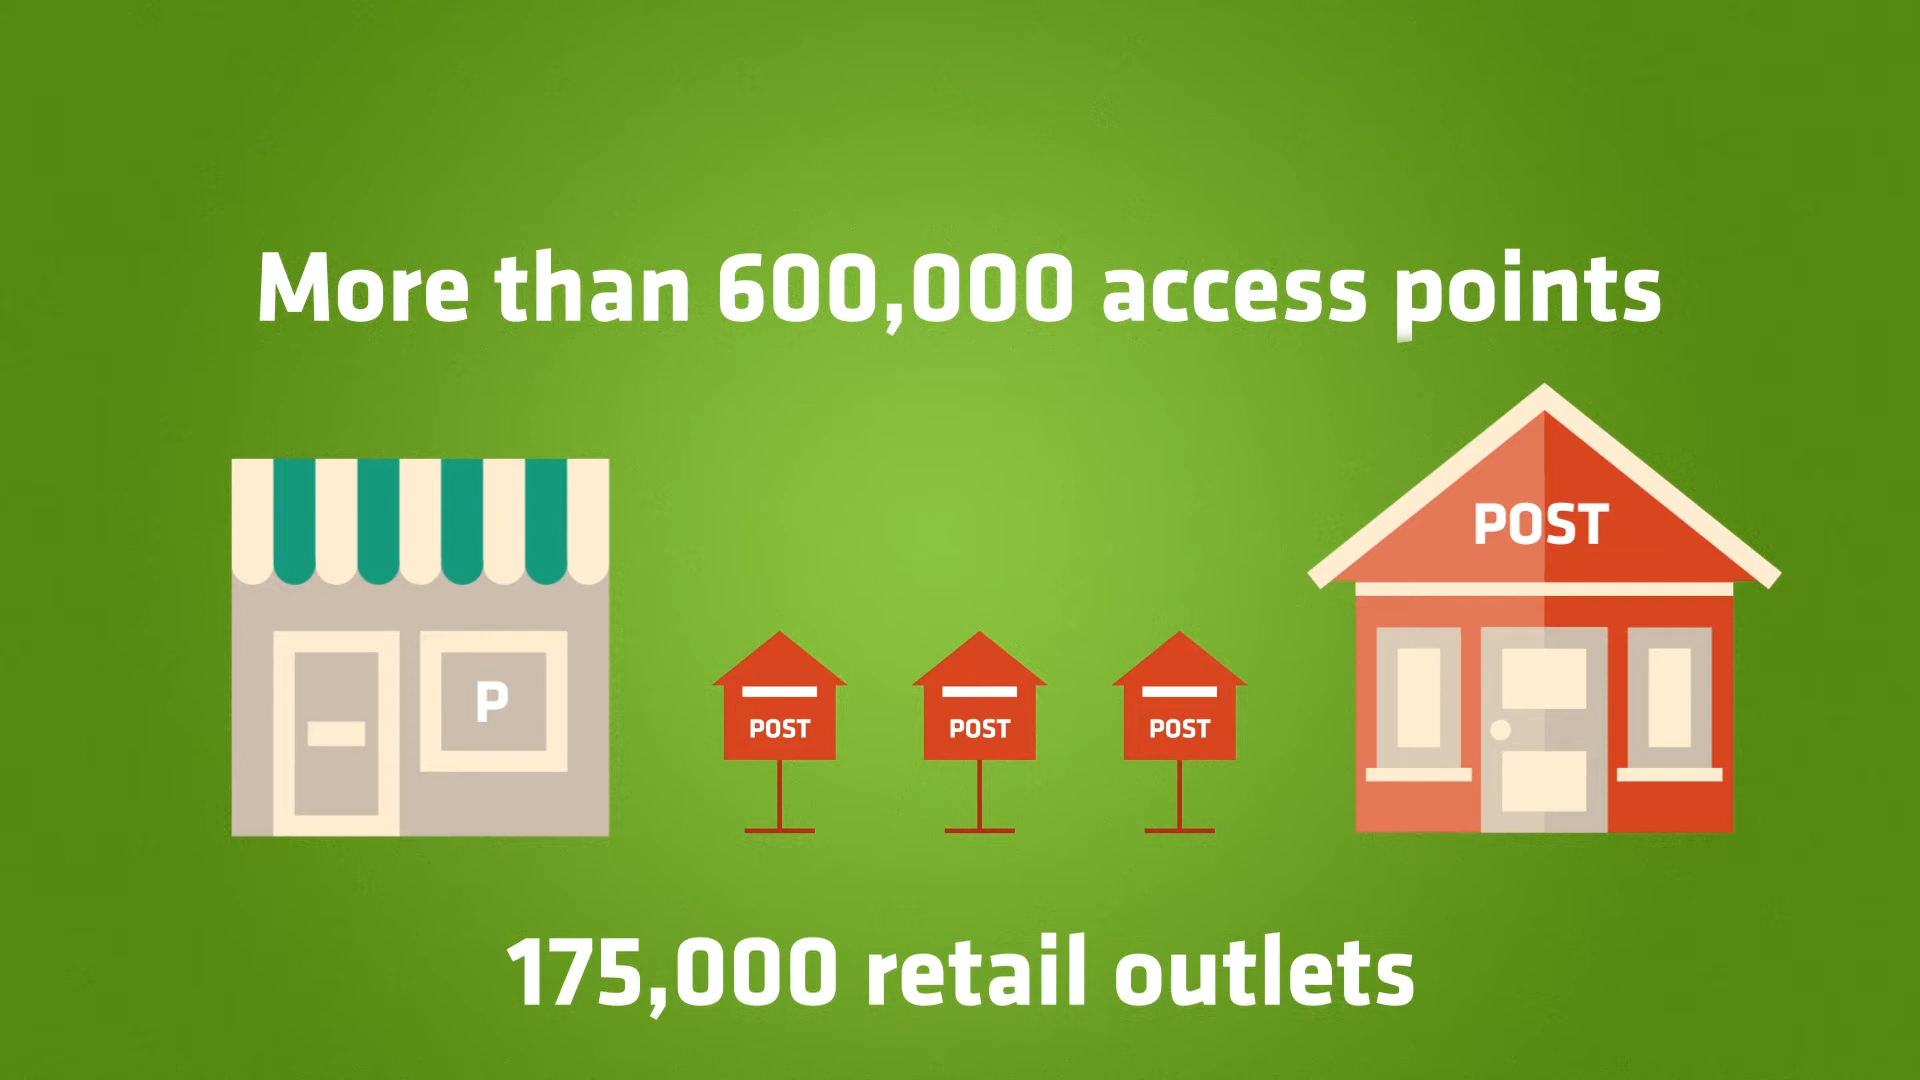 More than 600,000 access points
POST
P
POST
POST
POST
175,000 retail outlets